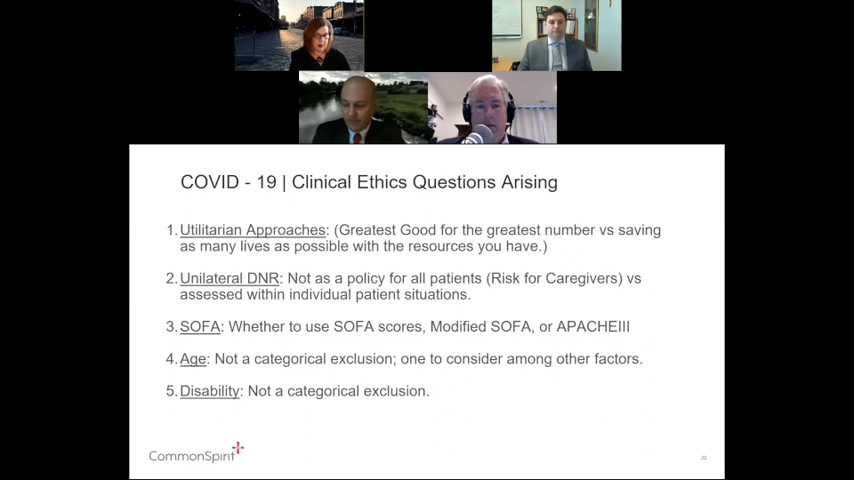 COVID - 19 | Clinical Ethics Questions Arising
1. Utilitarian Approaches: (Greatest Good for the greatest number vs saving
as many lives as possible with the resources you have.)
2. Unilateral DNR: Not as a policy for all patients (Risk for Caregivers) vs
assessed within individual patient situations.
3. SOFA: Whether to use SOFA scores, Modified SOFA, or APACHEIII
4. Age: Not a categorical exclusion; one to consider among other factors.
5. Disability: Not a categorical exclusion.
CommonSpirit
22